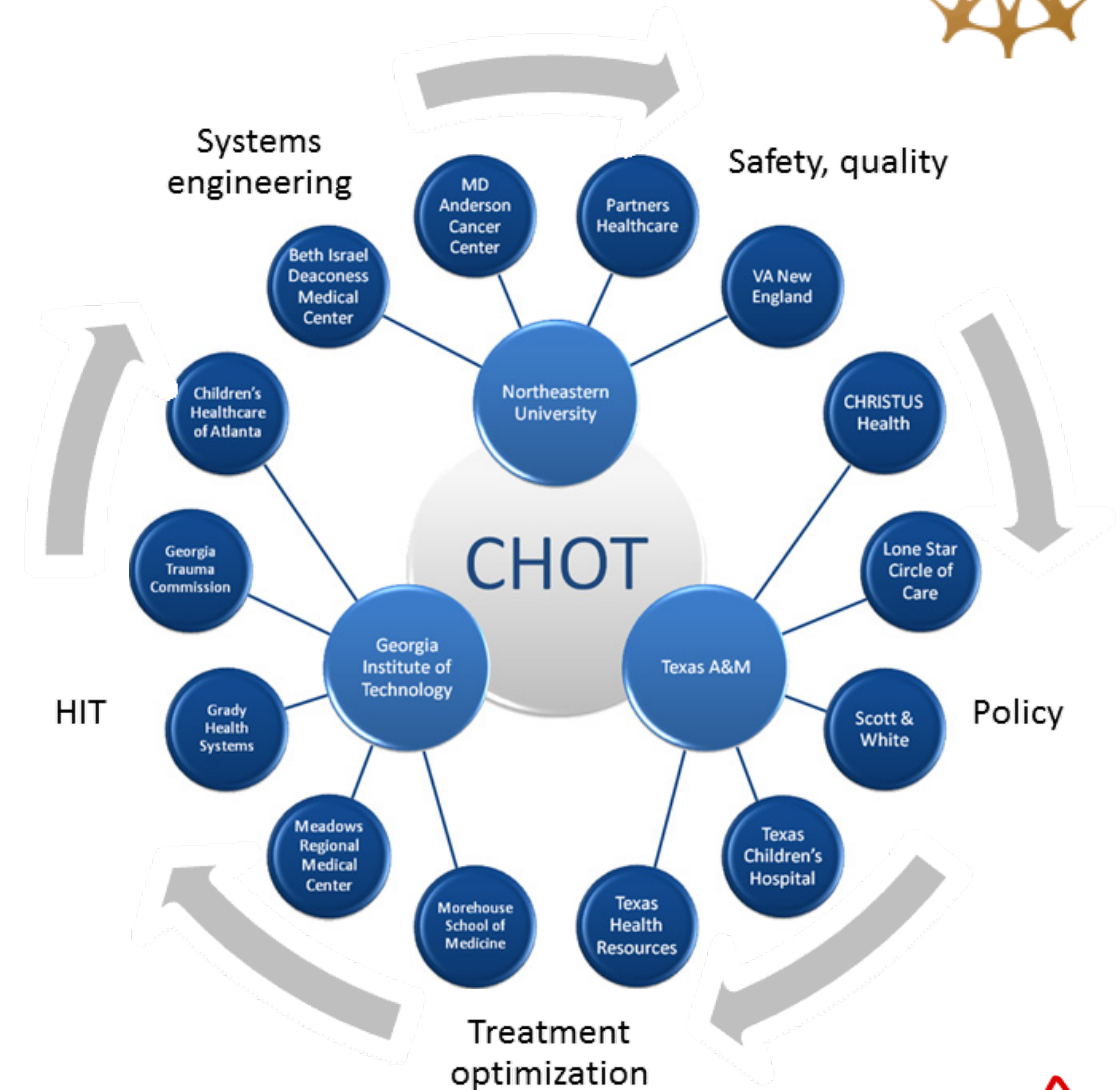 Systems
engineering
Safety, quality
MD
Anderson
Cancer
Center
Partners
Healthcare
Beth Israel
Deaconess
Medical
Center
VA New
England
Northeastern
University
Children's
Healthcare
of Atlanta
CHRISTUS
Health
CHOT
Georgia
Trauma
Commission
Lone Star
Circle of
Care
Georgia
Institute of
Technology
Texas A&M
HIT
Grady
Health
Systems
Scott &
White
Policy
Meadows
Regional
Medical
Center
Texas
Children's
Hospital
Morehouse
School of
Medicine
Texas
Health
Resources
Treatment
optimization